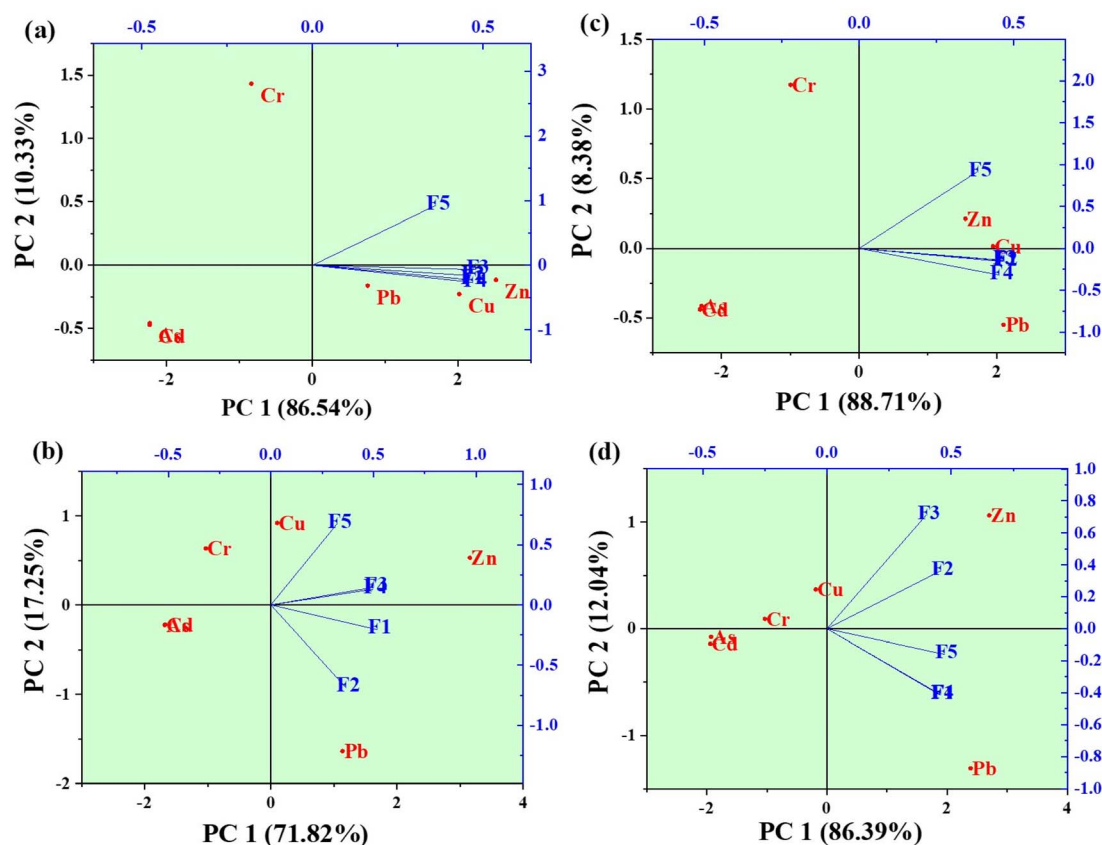 (a)
-0.5 0.0 0.5
PC 2 (10.33%)
1.5
1.0
0.5
0.0
-0.5
Cr
F5
F3
F4
Pb
Cu
Zn
Cd
3
2
1
0
-1
-2 0 2
PC 1 (86.54%)
(c)
-0.5 0.0 0.5
PC 2 (8.38%)
1.5
1.0
0.5
0.0
-0.5
Cr
F5
Zn
Cu
F4
As
Cd
Pb
2.0
1.5
1.0
0.5
0.0
-0.5
-1.0
-2 0 2
PC 1 (88.71%)
(b)
-0.5 0.0 0.5 1.0
PC 2 (17.25%)
1
0
-1
-2
Cu
F5
Cr
Zn
F3
F4
Cd
F1
F2
Pb
1.0
0.5
0.0
-0.5
-1.0
-2 0 2 4
PC 1 (71.82%)
(d)
-0.5 0.0 0.5
PC 2 (12.04%)
1
0
-1
F3
Zn
F2
Cu
Cr
As
Cd
F5
F4
Pb
1.0
0.8
0.6
0.4
0.2
0.0
-0.2
-0.4
-0.6
-0.8
-1.0
-2 0 2 4
PC 1 (86.39%)